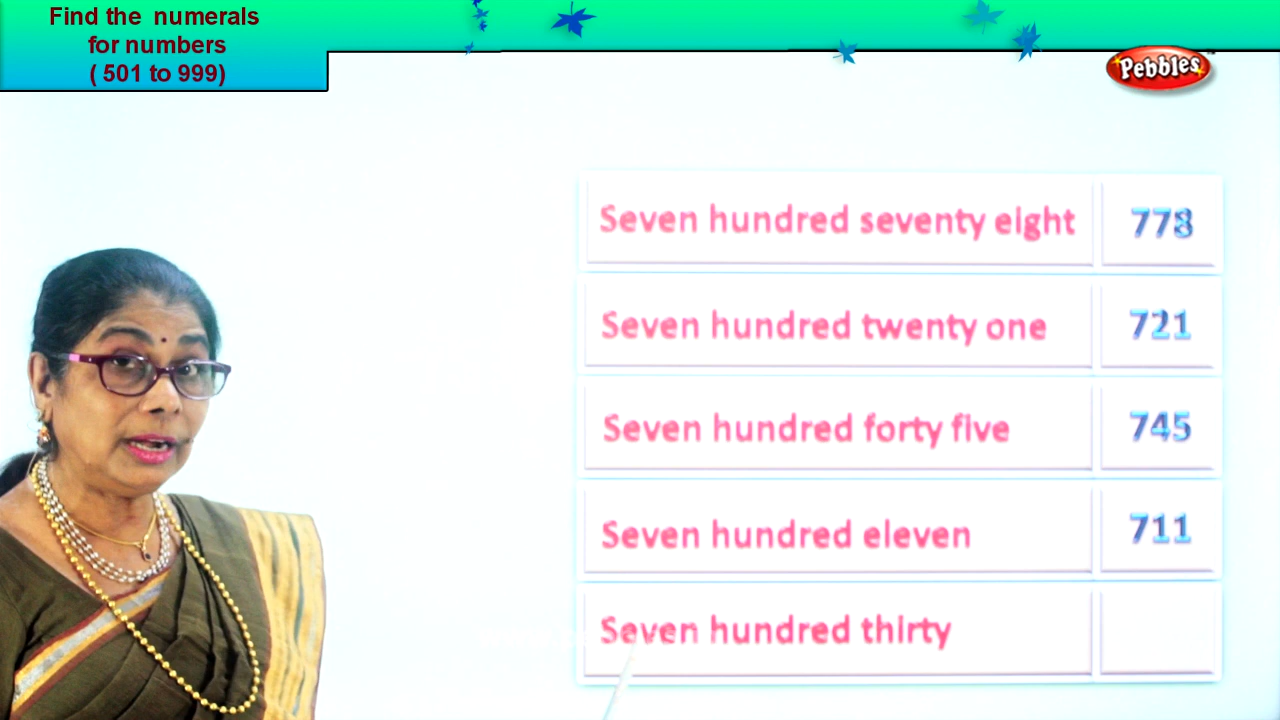 Find the numerals
for numbers
( 501 to 999)
Pebbles
Seven hundred seventy eight 778
Seven hundred twenty one 721
Seven hundred forty five 745
Seven hundred eleven 711
Seven hundred thirty